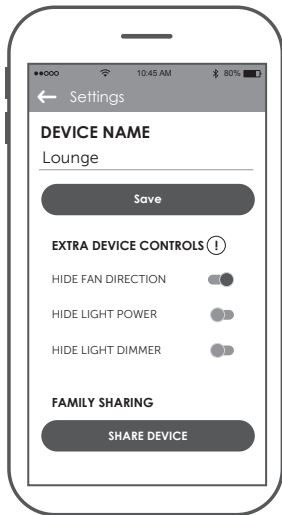 10:45 AM 80%
← Settings
DEVICE NAME
Lounge
Save
EXTRA DEVICE CONTROLS !
HIDE FAN DIRECTION
HIDE LIGHT POWER
HIDE LIGHT DIMMER
FAMILY SHARING
SHARE DEVICE